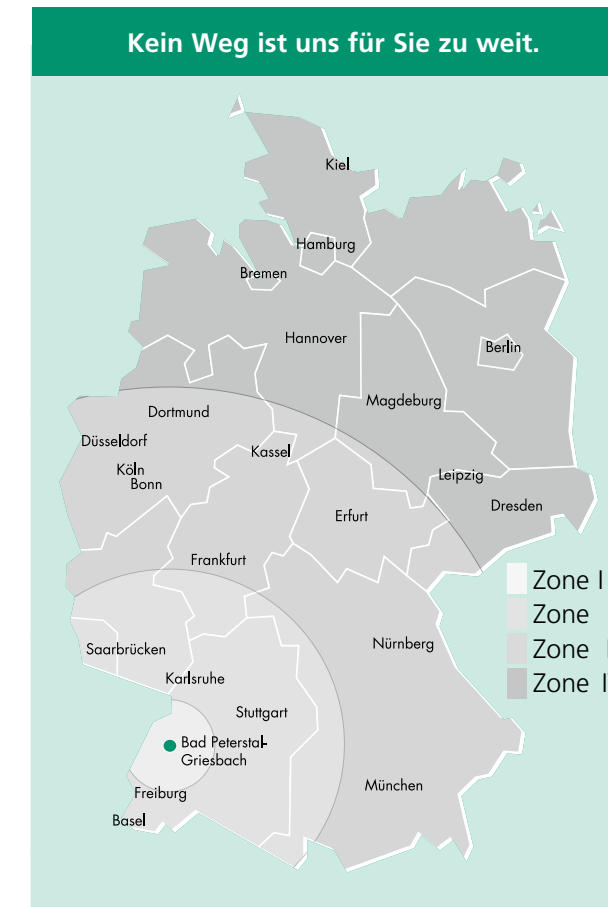 Kein Weg ist uns für Sie zu weit.
Kiel
Hamburg
Bremen
Hannover
Berlin
Magdeburg
Dortmund
Düsseldorf
Kassel
Köln
Bonn
Leipzig
Dresden
Erfurt
Frankfurt
Zone I
Zone
Nürnberg
Zone
Saarbrücken
Zone I
Karlsruhe
Stuttgart
Bad Peterstal-
Griesbach
München
Freiburg
Basel